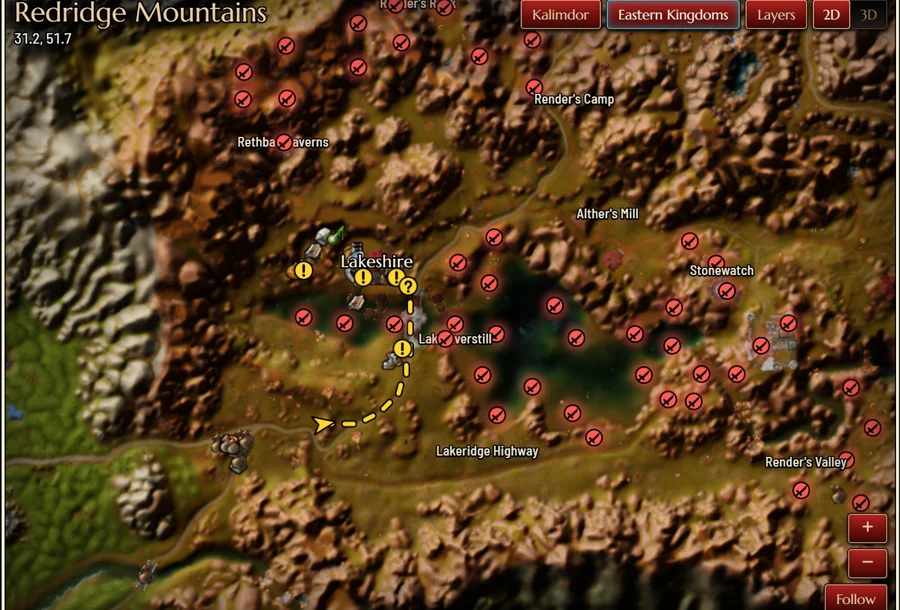 Redridge Mountains
31.2, 51.7
Kalimdor
Eastern Kingdoms
Layers
2D
3D
Render's Camp
Alther's Mill
Lakeshire
Stonewatch
Lakeridge Highway
Render's Valley
+
−
Follow